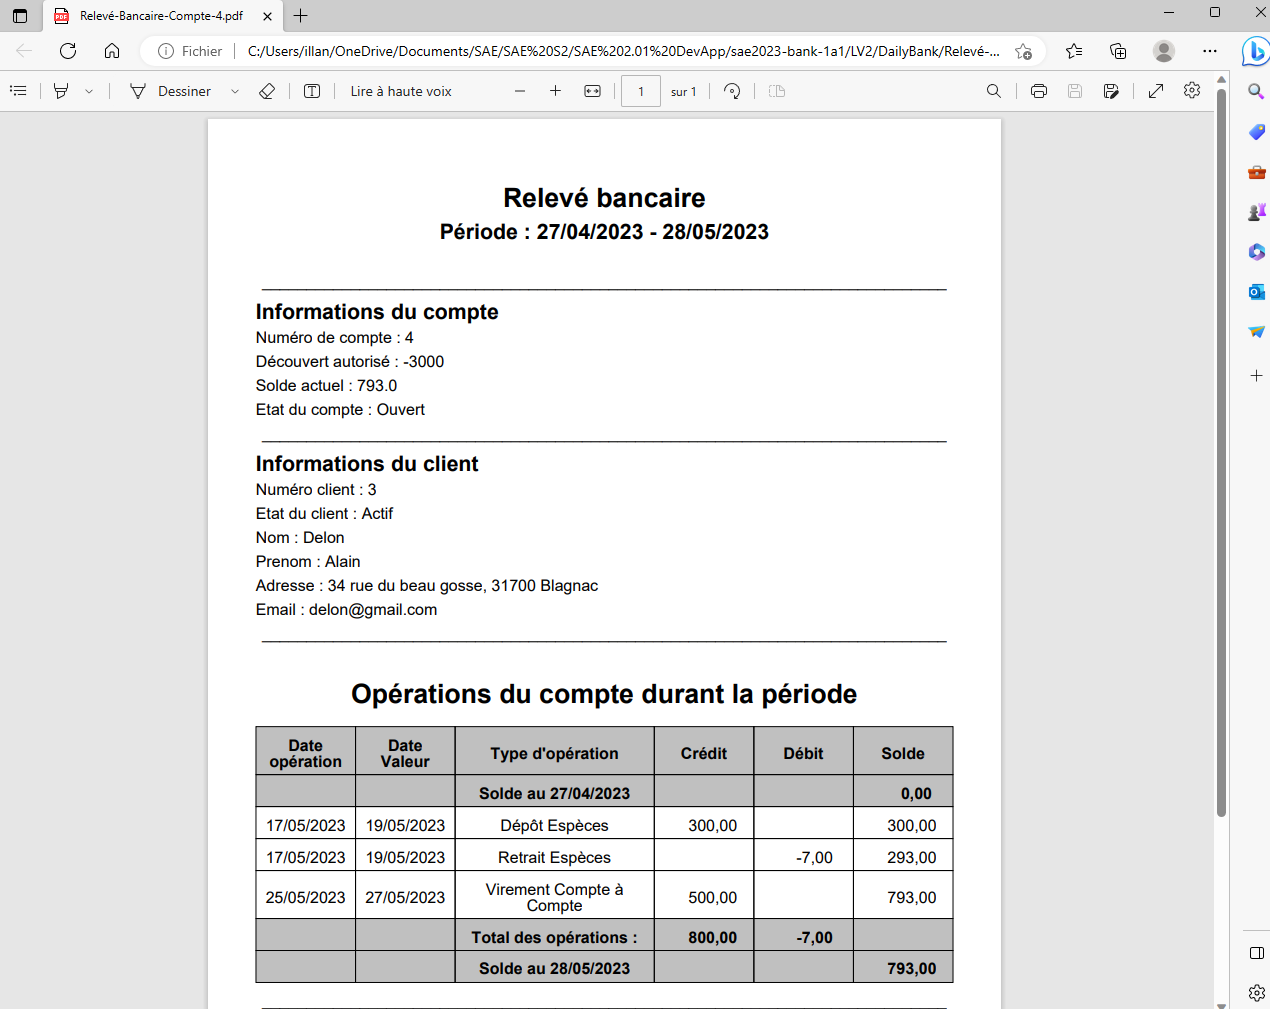 Relevé-Bancaire-Compte-4.pdf
Fichier
C:/Users/illan/OneDrive/Documents/SAE/SAE%20S2/SAE%202.01%20DevApp/sae2023-bank-1a1/LV2/DailyBank/Relevé-...
Dessiner
Lire à haute voix
1
sur 1
Relevé bancaire
Période : 27/04/2023 - 28/05/2023
Informations du compte
Numéro de compte : 4
Découvert autorisé : -3000
Solde actuel : 793.0
Etat du compte : Ouvert
Informations du client
Numéro client : 3
Etat du client : Actif
Nom : Delon
Prenom : Alain
Adresse : 34 rue du beau gosse, 31700 Blagnac
Email : delon@gmail.com
Opérations du compte durant la période
Date opération Date Valeur Type d'opération Crédit Débit Solde
Solde au 27/04/2023 0,00
17/05/2023 19/05/2023 Dépôt Espèces 300,00 300,00
17/05/2023 19/05/2023 Retrait Espèces -7,00 293,00
25/05/2023 27/05/2023 Virement Compte à Compte 500,00 793,00
Total des opérations : 800,00 -7,00
Solde au 28/05/2023 793,00